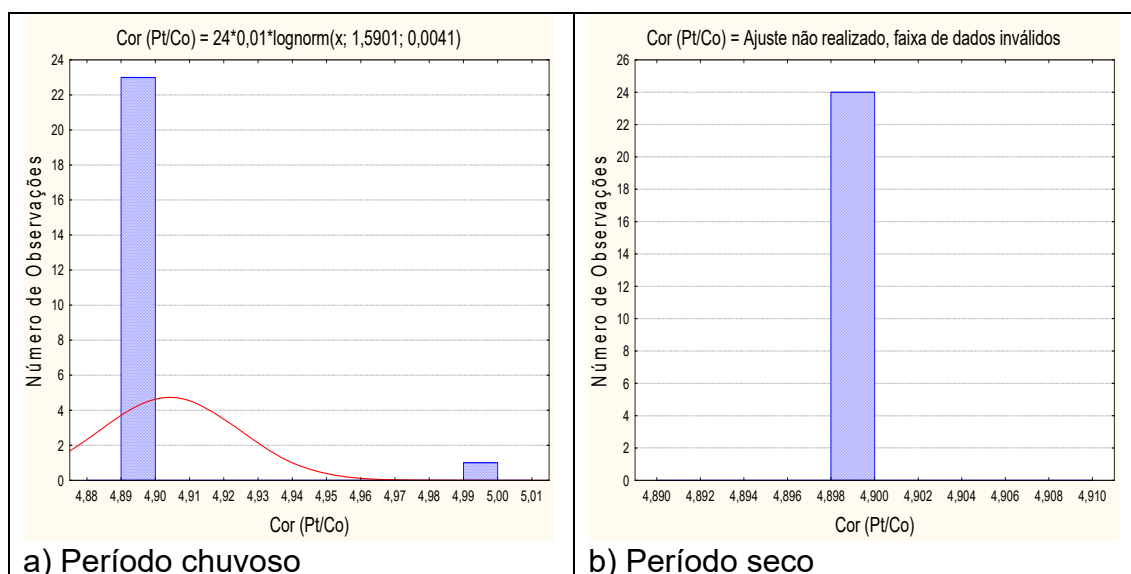 Cor (Pt/Co) = 24*0,01*lognorm(x; 1,5901; 0,0041)
24
22
20
18
16
14
12
10
8
6
4
2
0
Número de Observações
4,88 4,89 4,90 4,91 4,92 4,93 4,94 4,95 4,96 4,97 4,98 4,99 5,00 5,01
Cor (Pt/Co)
a) Período chuvoso
Cor (Pt/Co) = Ajuste não realizado, faixa de dados inválidos
26
24
22
20
18
16
14
12
10
8
6
4
2
0
Número de Observações
4,890 4,892 4,894 4,896 4,898 4,900 4,902 4,904 4,906 4,908 4,910
Cor (Pt/Co)
b) Período seco